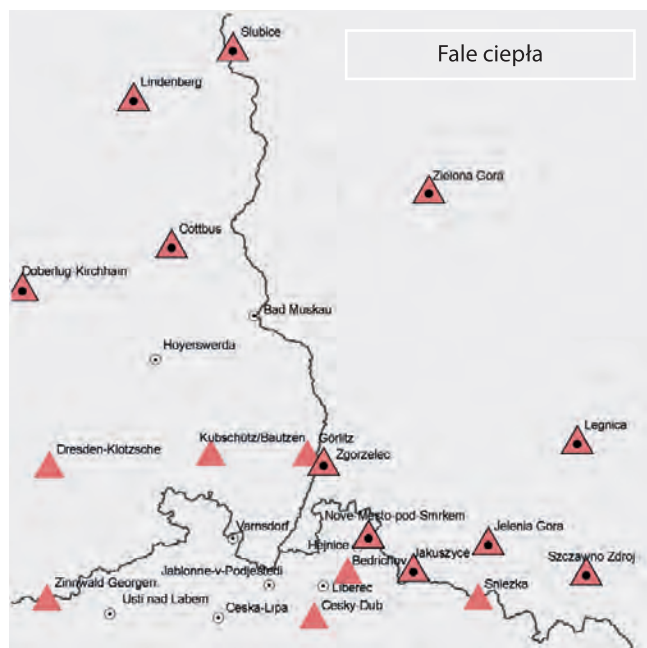 Slubice
Fale ciepła
Lindenberg
Zielona Gora
Cottbus
Doberlug-Kirchhain
Bad Muskau
Hoyerswerda
Legnica
Kubschütz/Bautzen
Görlitz
Dresden-Klotzsche
Zgorzelec
Nove-Mesto-pod-Smrkem
Varnsdorf
Jelenia Gora
Hejnice
Bedrichov
Jakuszyce
Szczawno Zdroj
Jablonne-v-Podjestedi
Zinnwald-Georgen
Liberec
Sniezka
Usti nad Labem
Ceska-Lipa
Cesky-Dub